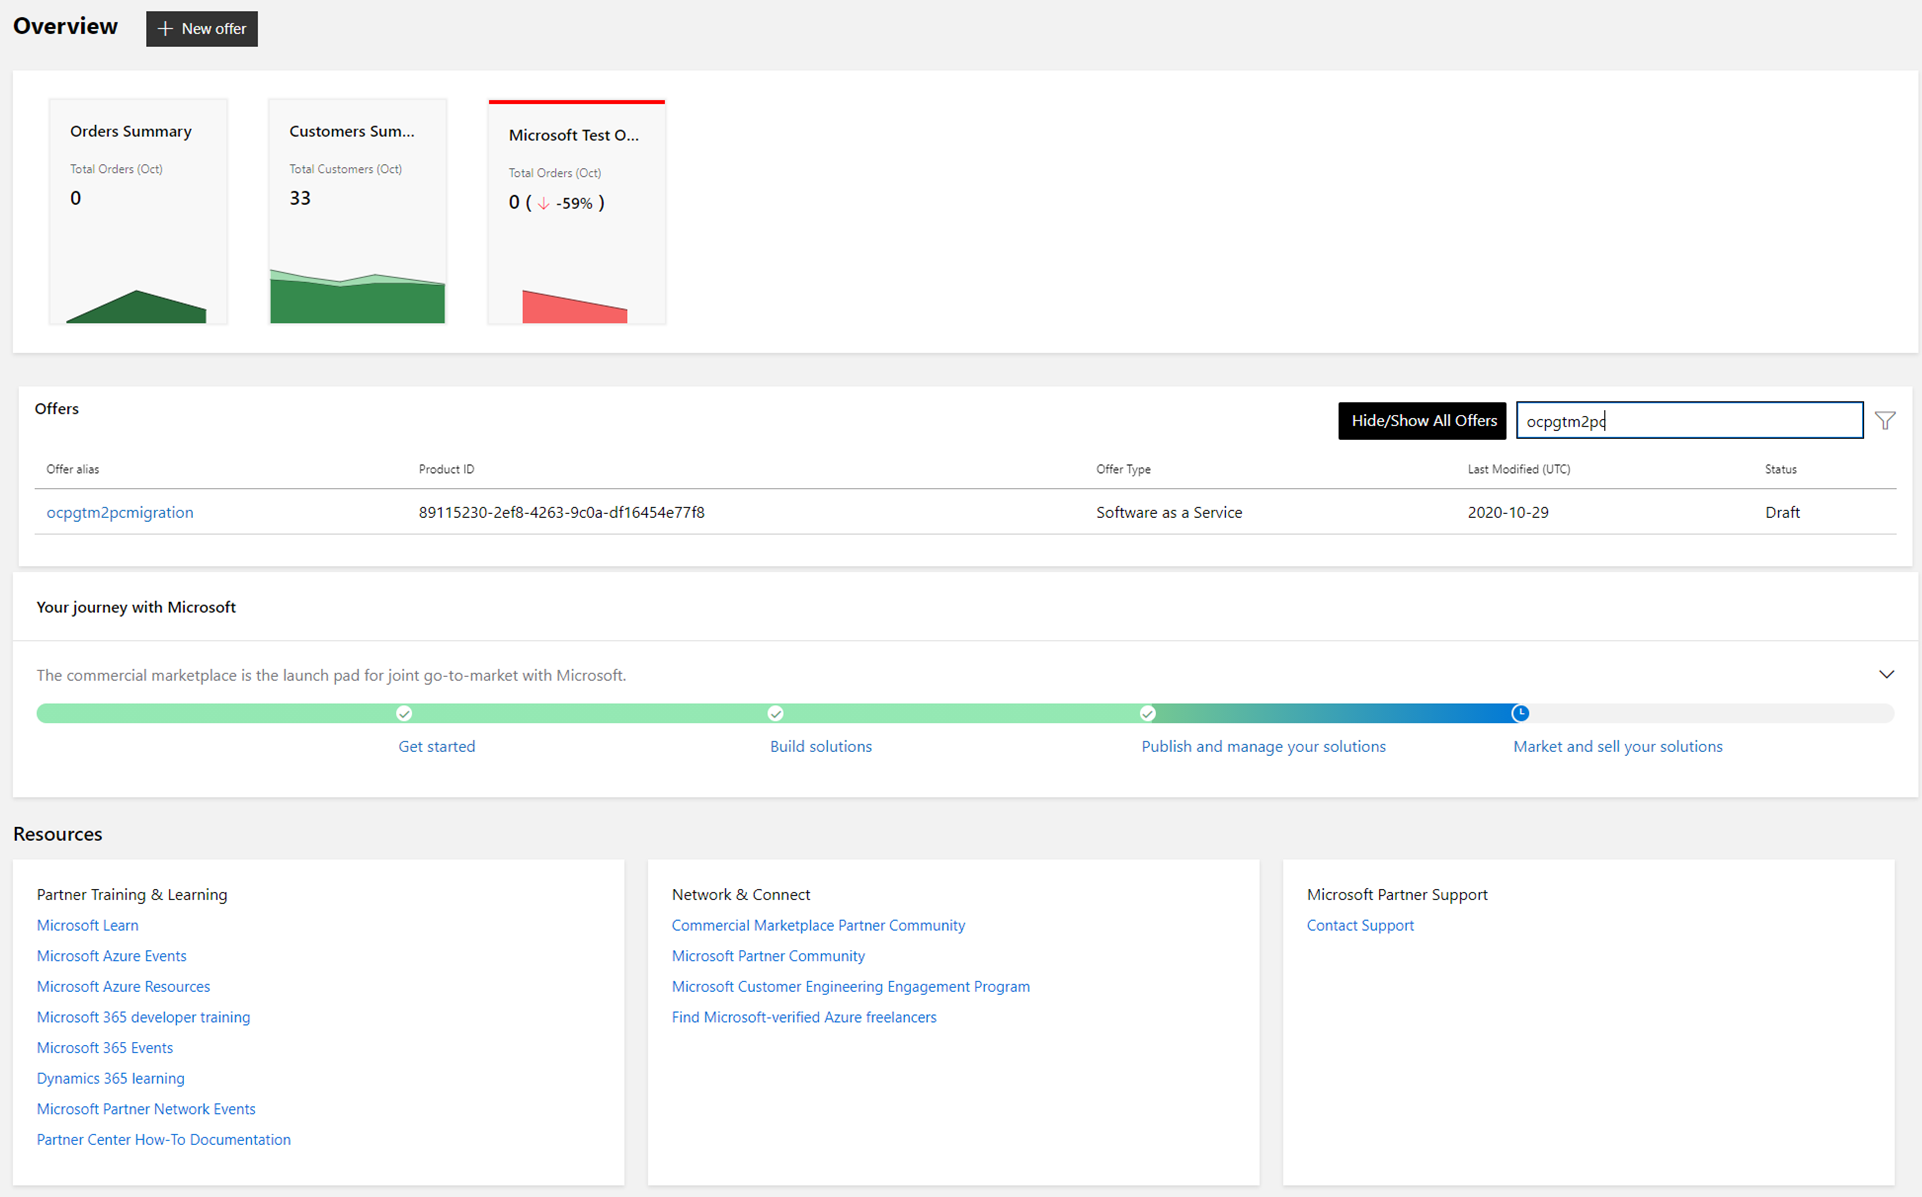 Overview
New offer
Orders Summary
Total Orders (Oct)
0
Customers Sum...
Total Customers (Oct)
33
Microsoft Test O...
Total Orders (Oct)
0 ( ↓ -59% )
Offers
Hide/Show All Offers
ocpgtm2pc
Offer alias Product ID Offer Type Last Modified (UTC) Status
ocpgtm2pcmigration 89115230-2ef8-4263-9c0a-df16454e77f8 Software as a Service 2020-10-29 Draft
Your journey with Microsoft
The commercial marketplace is the launch pad for joint go-to-market with Microsoft.
Get started
Build solutions
Publish and manage your solutions
Market and sell your solutions
Resources
Partner Training & Learning
Microsoft Learn
Microsoft Azure Events
Microsoft Azure Resources
Microsoft 365 developer training
Microsoft 365 Events
Dynamics 365 learning
Microsoft Partner Network Events
Partner Center How-To Documentation
Network & Connect
Commercial Marketplace Partner Community
Microsoft Partner Community
Microsoft Customer Engineering Engagement Program
Find Microsoft-verified Azure freelancers
Microsoft Partner Support
Contact Support